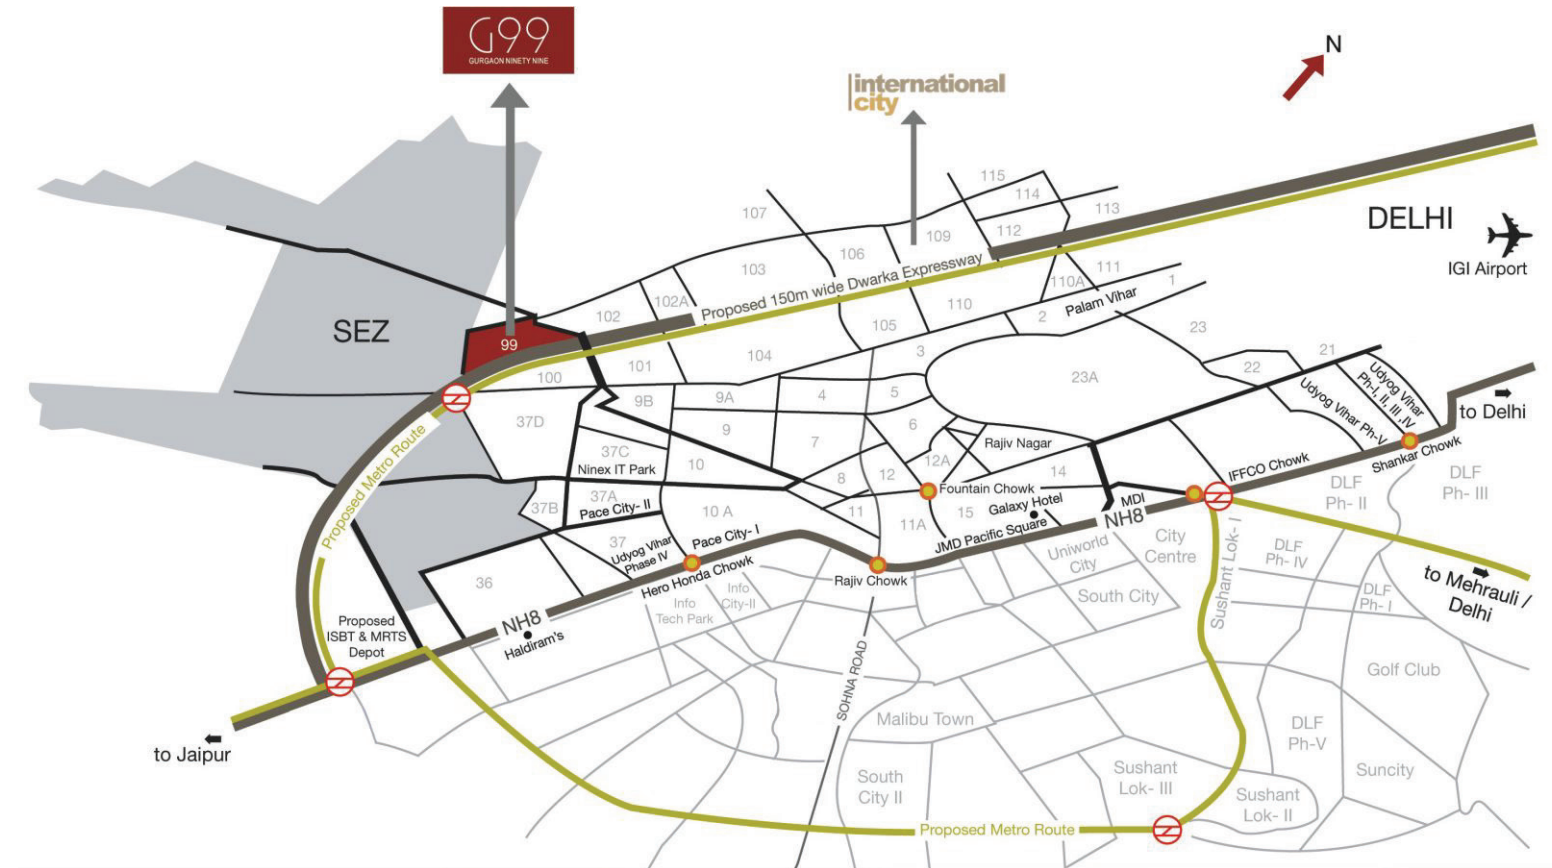 G99
GURGAON NINETY NINE
international
city
N
DELHI
IGI Airport
115
114
113
107
109
112
106
103
111
110A
1
Proposed 150m wide Dwarka Expressway
102A
102
110
Palam Vihar
2
105
23
SEZ
99
101
104
3
21
22
100
23A
Udyog Vihar
Ph-I, II, III ,IV
9B
9A
4
5
Udyog Vihar Ph-V
to Delhi
37D
6
9
7
Rajiv Nagar
Shankar Chowk
Proposed Metro Route
37C
Ninex IT Park
10
8
12
12A
14
IFFCO Chowk
DLF
Ph- III
DLF
Ph- II
37A
Pace City- II
37B
Fountain Chowk
Galaxy Hotel
MDI
10 A
11
11A
15
JMD Pacific Square
NH8
City
Centre
37
Udyog Vihar
Phase IV
Pace City- I
Uniworld
City
Sushant Lok- I
DLF
Ph- IV
36
Hero Honda Chowk
Rajiv Chowk
to Mehrauli /
Delhi
Info
City-II
Info
Tech Park
South City
DLF
Ph- I
NH8
Haldiram's
Proposed
ISBT & MRTS
Depot
SOHNA ROAD
Golf Club
Malibu Town
DLF
Ph-V
to Jaipur
South
City II
Sushant
Lok- III
Suncity
Sushant
Lok- II
Proposed Metro Route